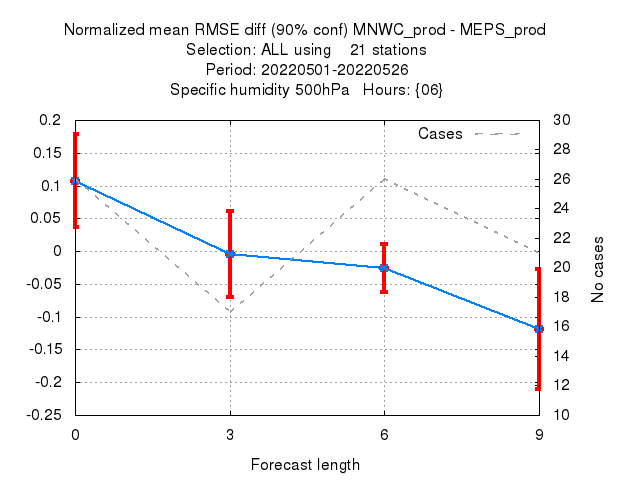 Normalized mean RMSE diff (90% conf) MNWC_prod - MEPS_prod
Selection: ALL using    21 stations
Period: 20220501-20220526
Specific humidity 500hPa   Hours: {06}
Cases
0.2
0.15
0.1
0.05
0
-0.05
-0.1
-0.15
-0.2
-0.25
30
28
26
24
22
20
18
16
14
12
10
No cases
0 3 6 9
Forecast length